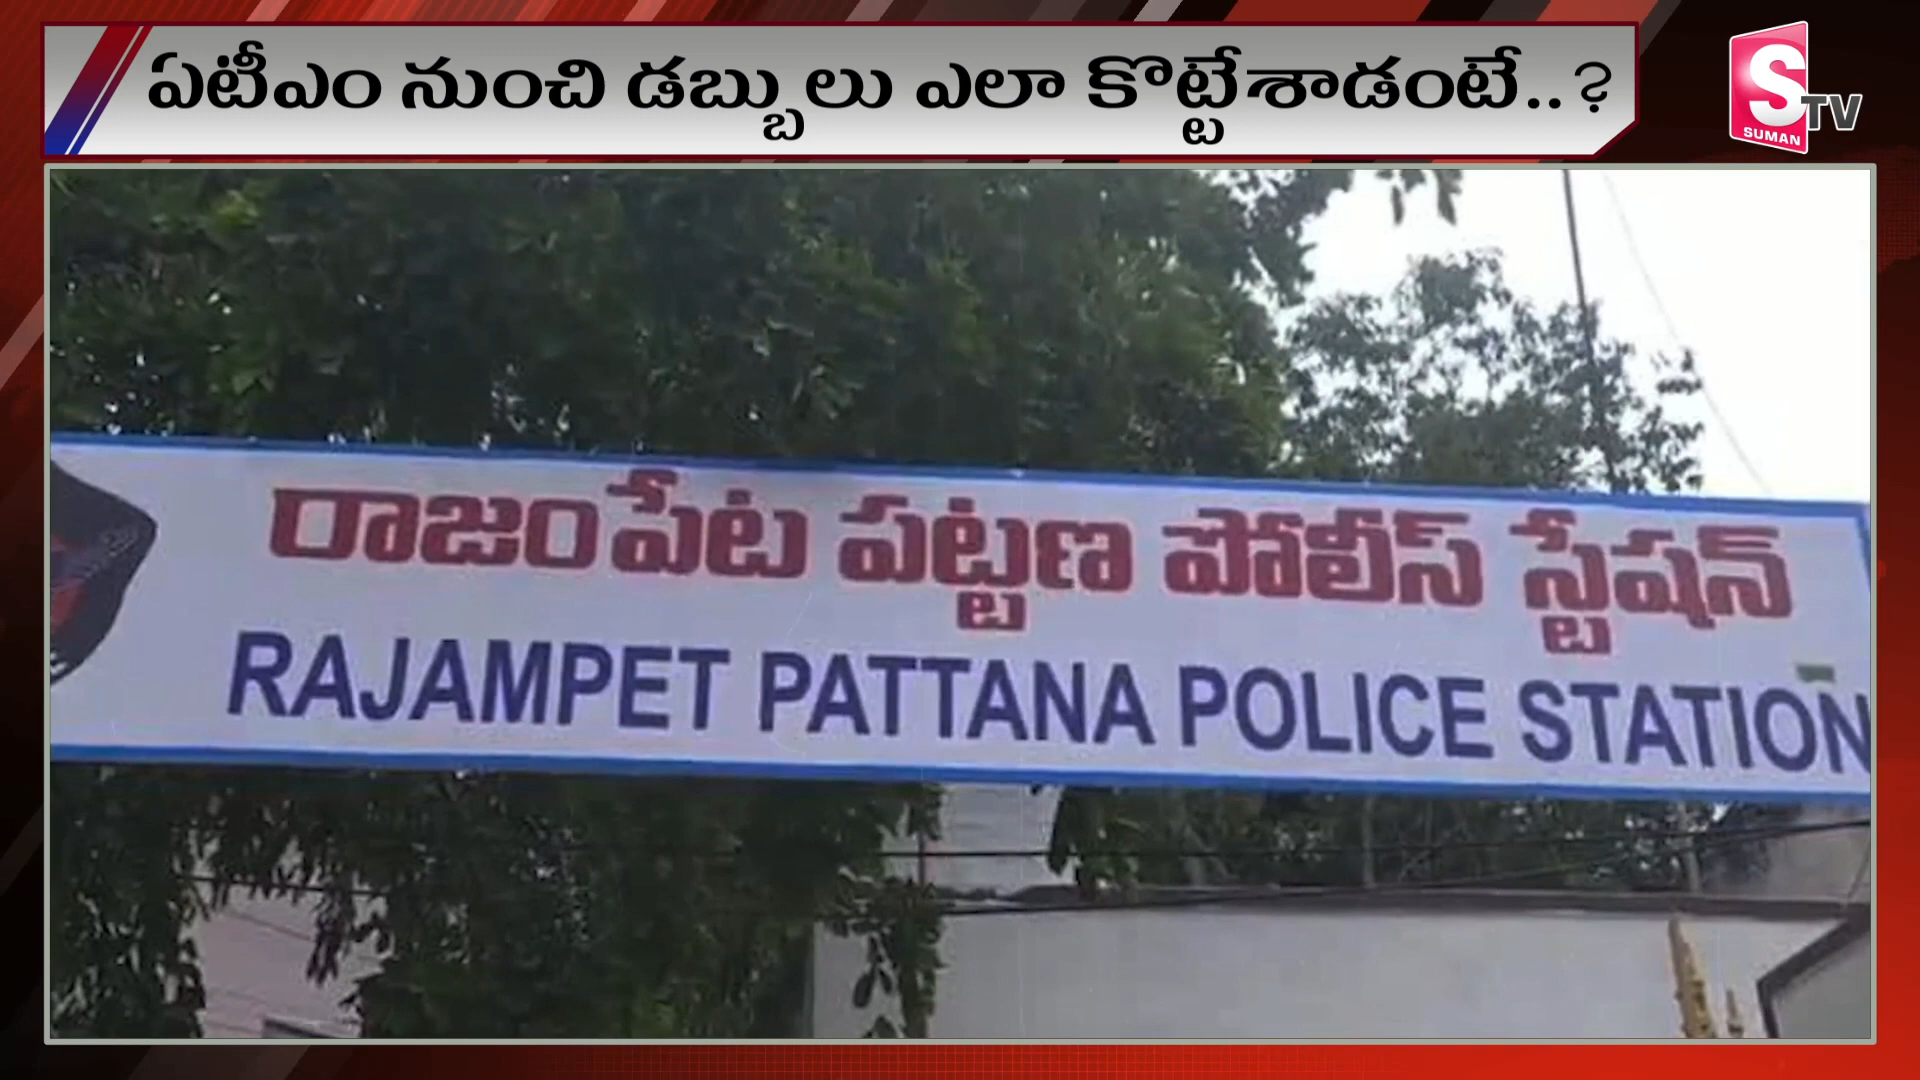 ఏటీఎం నుంచి డబ్బులు ఎలా కొట్టేశాడంటే..?
S TV
SUMAN
రాజంపేట పట్టణ పోలీస్ స్టేషన్
RAJAMPET PATTANA POLICE STATION